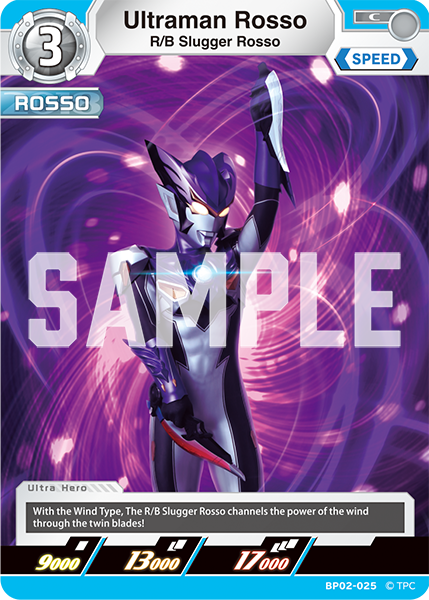 Ultraman Rosso
R/B Slugger Rosso
C
3
SPEED
ROSSO
SAMPLE
Ultra Hero
With the Wind Type, The R/B Slugger Rosso channels the power of the wind
through the twin blades!
9000
13000
17000
BP02-025 © TPC